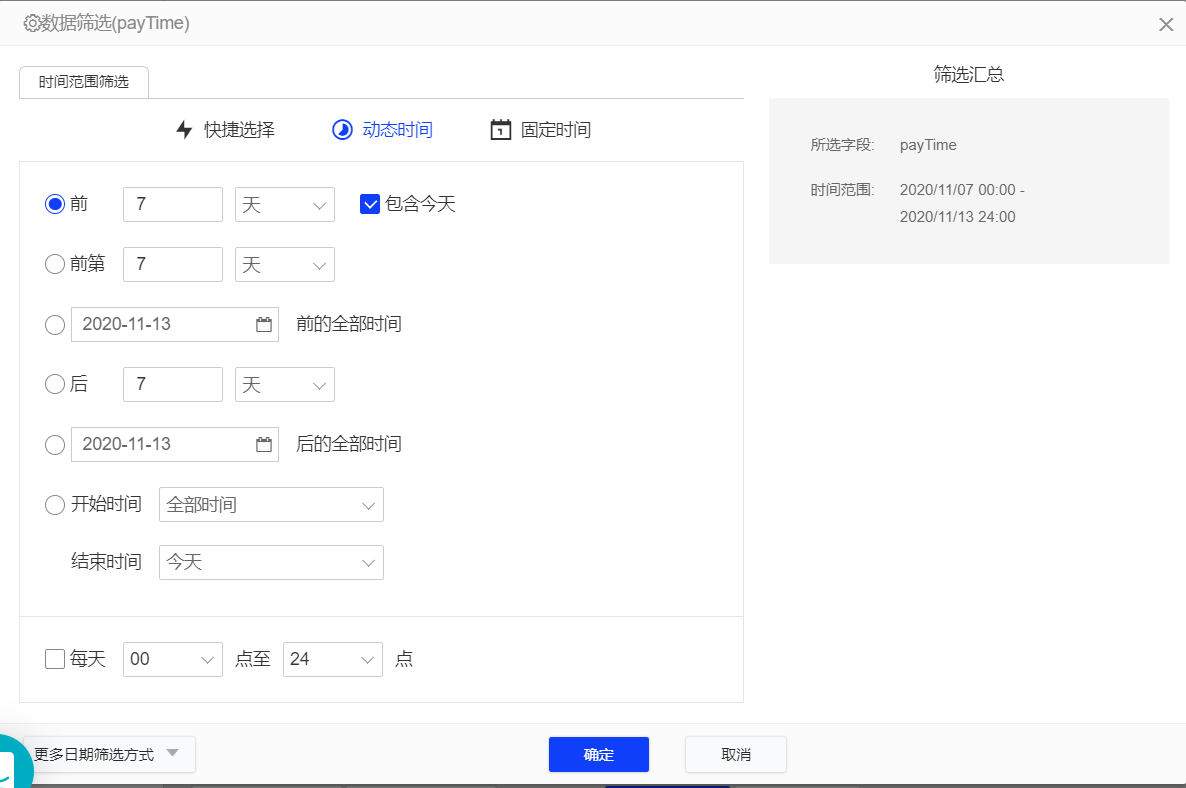 数据筛选(payTime)
时间范围筛选
快捷选择 动态时间 固定时间
前 7 天 包含今天
前第 7 天
2020-11-13 前的全部时间
后 7 天
2020-11-13 后的全部时间
开始时间 全部时间
结束时间 今天
每天 00 点至 24 点
筛选汇总
所选字段: payTime
时间范围: 2020/11/07 00:00 -
2020/11/13 24:00
更多日期筛选方式 确定 取消